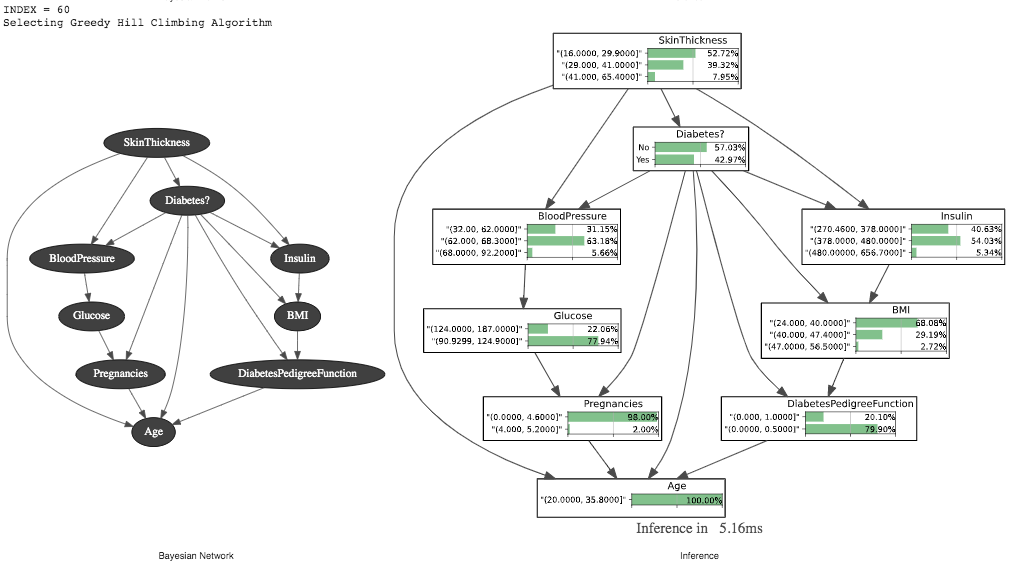 INDEX = 60
Selecting Greedy Hill Climbing Algorithm
SkinThickness
Diabetes?
BloodPressure
Insulin
Glucose
BMI
Pregnancies
DiabetesPedigreeFunction
Age
Bayesian Network
SkinThickness
"(16.0000, 29.9000]" 52.72%
"(29.000, 41.0000]" 39.32%
"(41.000, 65.4000]" 7.95%
Diabetes?
No 57.03%
Yes 42.97%
BloodPressure
"(32.00, 62.0000]" 31.15%
"(62.000, 68.3000]" 63.18%
"(68.0000, 92.2000]" 5.66%
Insulin
"(270.4600, 378.0000]" 40.63%
"(378.0000, 480.0000]" 54.03%
"(480.00000, 656.7000]" 5.34%
Glucose
"(124.0000, 187.0000]" 22.06%
"(90.9299, 124.9000]" 77.94%
BMI
"(24.000, 40.0000]" 68.08%
"(40.000, 47.4000]" 29.19%
"(47.0000, 56.5000]" 2.72%
Pregnancies
"(0.0000, 4.6000]" 98.00%
"(4.000, 5.2000]" 2.00%
DiabetesPedigreeFunction
"(0.000, 1.0000]" 20.10%
"(0.0000, 0.5000]" 79.90%
Age
"(20.0000, 35.8000]" 100.00%
Inference in 5.16ms
Inference